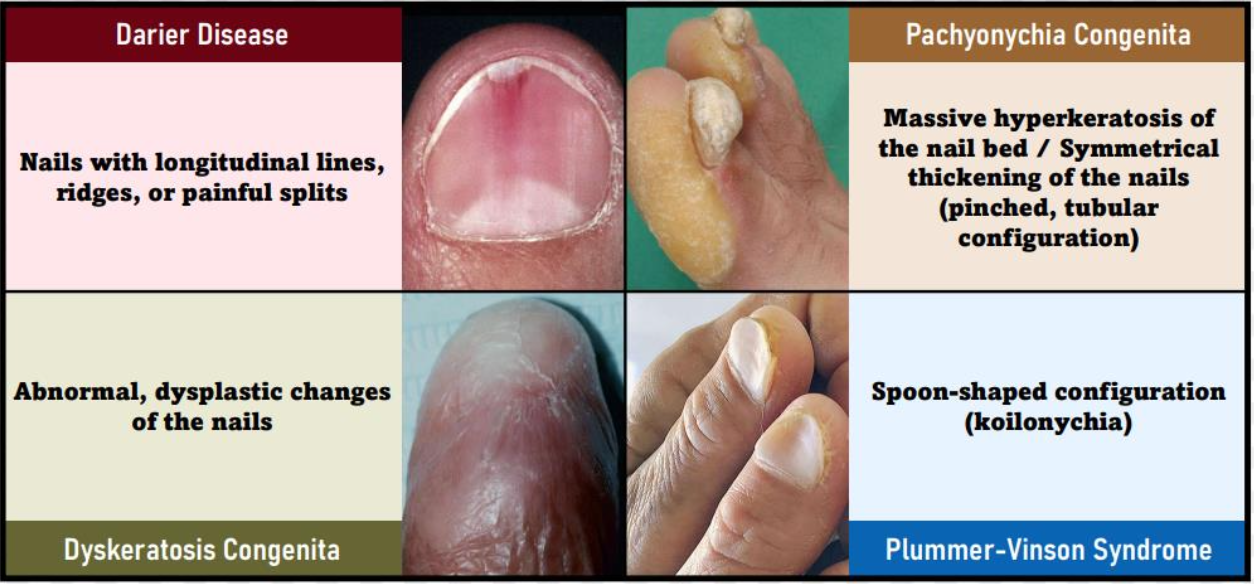 Darier Disease
Nails with longitudinal lines,
ridges, or painful splits
Pachyonychia Congenita
Massive hyperkeratosis of
the nail bed / Symmetrical
thickening of the nails
(pinched, tubular
configuration)
Abnormal, dysplastic changes
of the nails
Dyskeratosis Congenita
Spoon-shaped configuration
(koilonychia)
Plummer-Vinson Syndrome